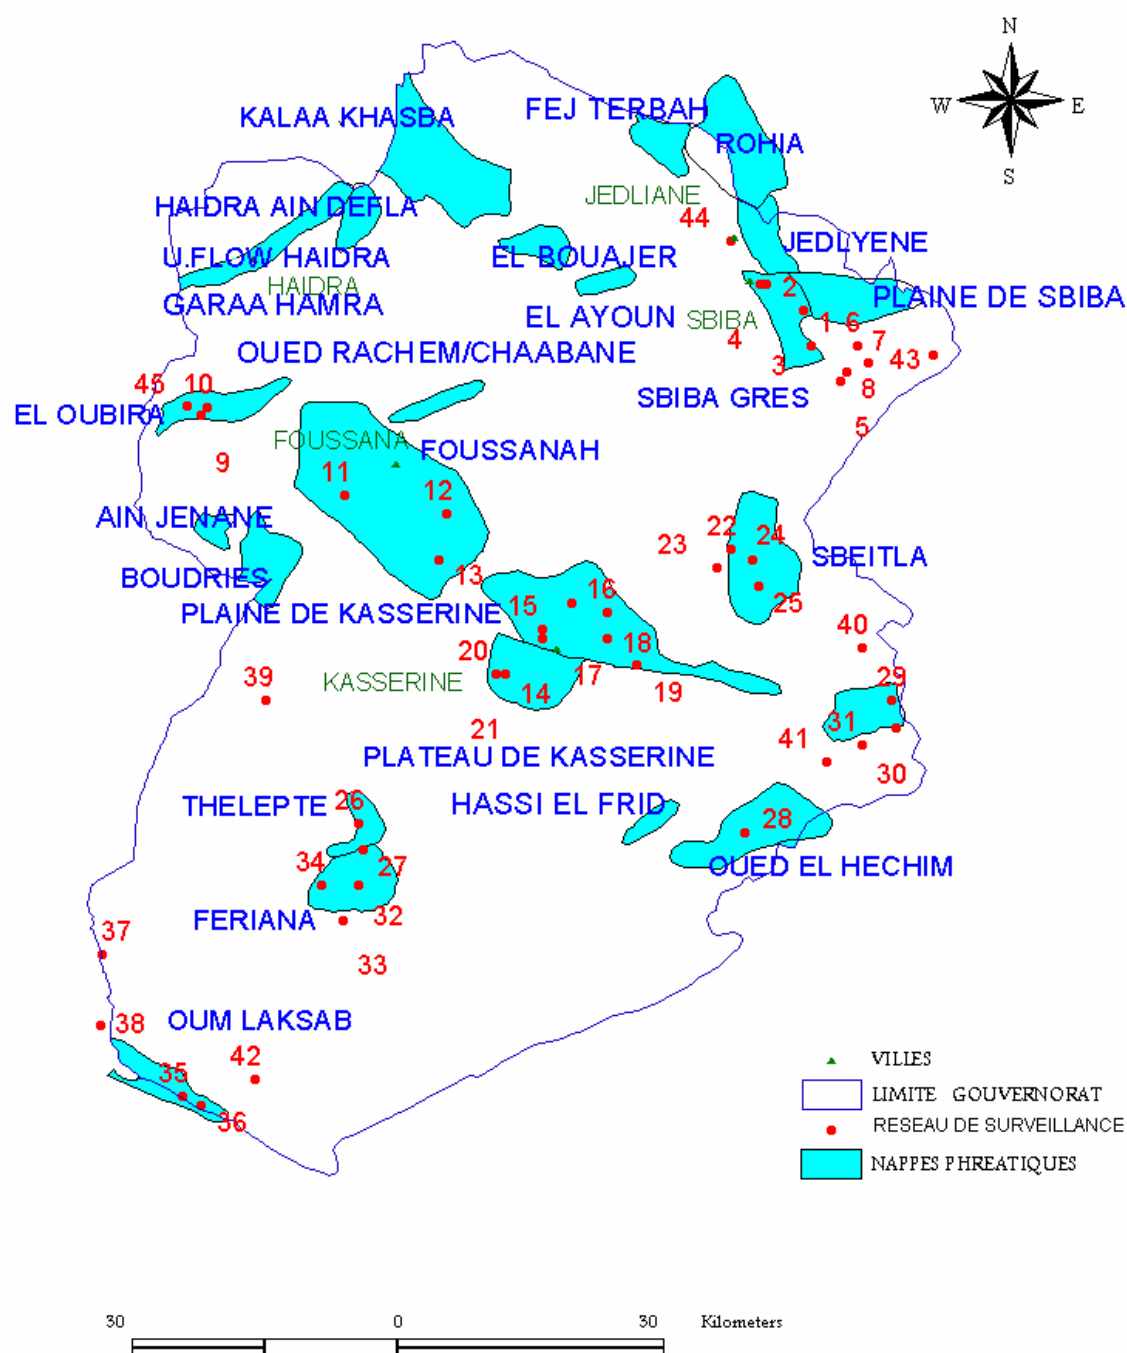 N
W E
S
FEJ TERBAH
KALAA KHASBA
ROHIA
JEDLIANE
HAIDRA AIN DEFLA
44
JEDLYENE
U.FLOW HAIDRA
EL BOUAJER
HAIDRA
2
PLAINE DE SBIBA
GARAA HAMRA
EL AYOUN
SBIBA
1
6
4
7
OUED RACHEM/CHAABANE
3
43
45
10
8
SBIBA GRES
EL OUBIRA
5
FOUSSANA
FOUSSANAH
9
11
12
AIN JENANE
22
24
23
SBEITLA
BOUDRIES
13
16
25
PLAINE DE KASSERINE
15
40
20
18
39
KASSERINE
17
29
14
19
21
31
41
PLATEAU DE KASSERINE
30
THELEPTE
26
HASSI EL FRID
28
34
27
OUED EL HECHIM
FERIANA
32
37
33
38
OUM LAKSAB
42
35
36
VILLES
LIMITE GOUVERNORAT
RESEAU DE SURVEILLANCE
NAPPES PHREATIQUES
30 0 30 Kilometers